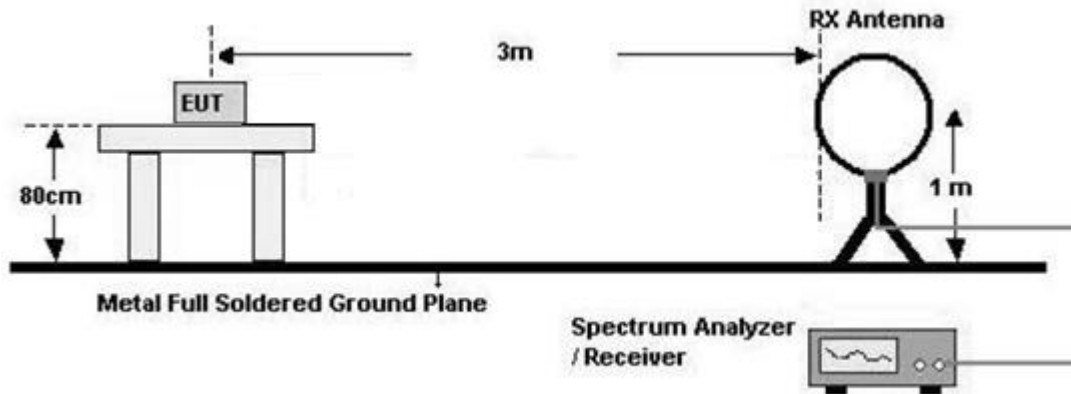 RX Antenna
3m
EUT
80cm
1 m
Metal Full Soldered Ground Plane
Spectrum Analyzer
/ Receiver